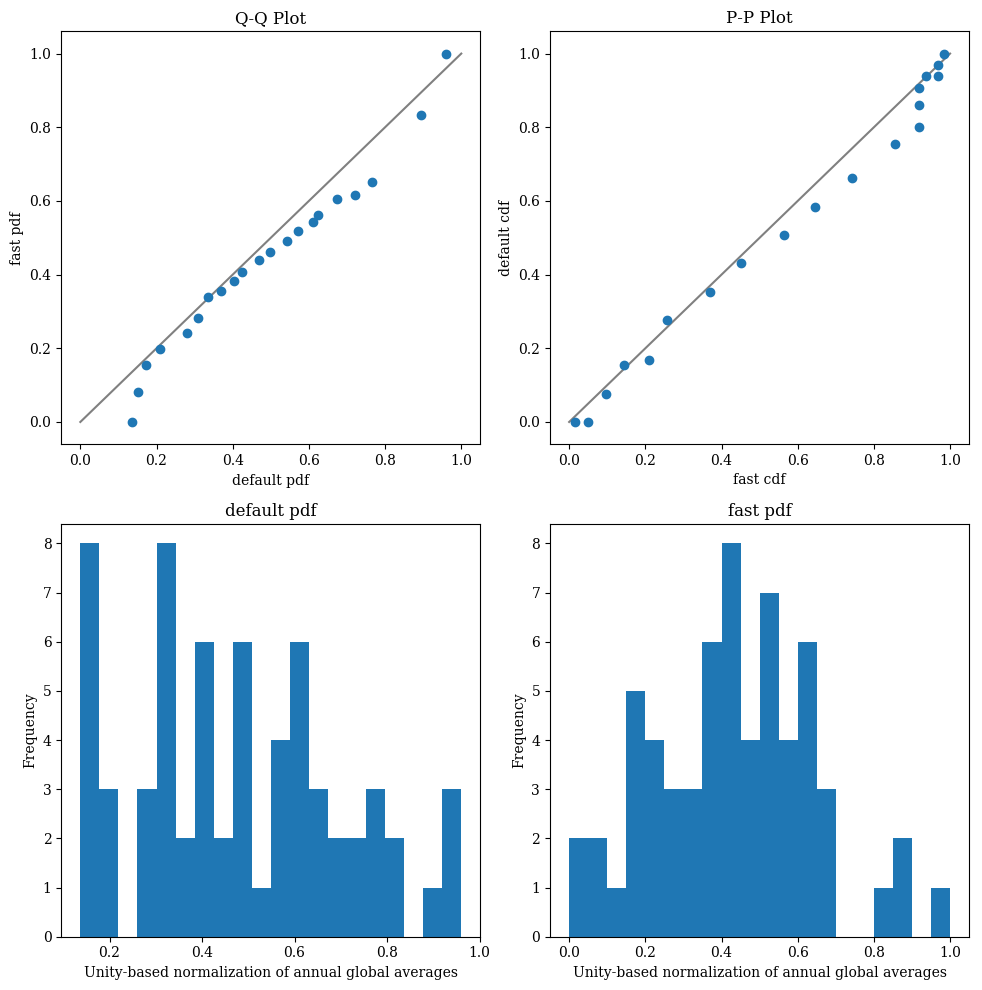 Q-Q Plot
1.0
0.8
0.6
0.4
0.2
0.0
fast pdf
0.0 0.2 0.4 0.6 0.8 1.0
default pdf
P-P Plot
1.0
0.8
0.6
0.4
0.2
0.0
default cdf
0.0 0.2 0.4 0.6 0.8 1.0
fast cdf
default pdf
8
7
6
5
4
3
2
1
0
Frequency
0.2 0.4 0.6 0.8 1.0
Unity-based normalization of annual global averages
fast pdf
8
7
6
5
4
3
2
1
0
Frequency
0.0 0.2 0.4 0.6 0.8 1.0
Unity-based normalization of annual global averages